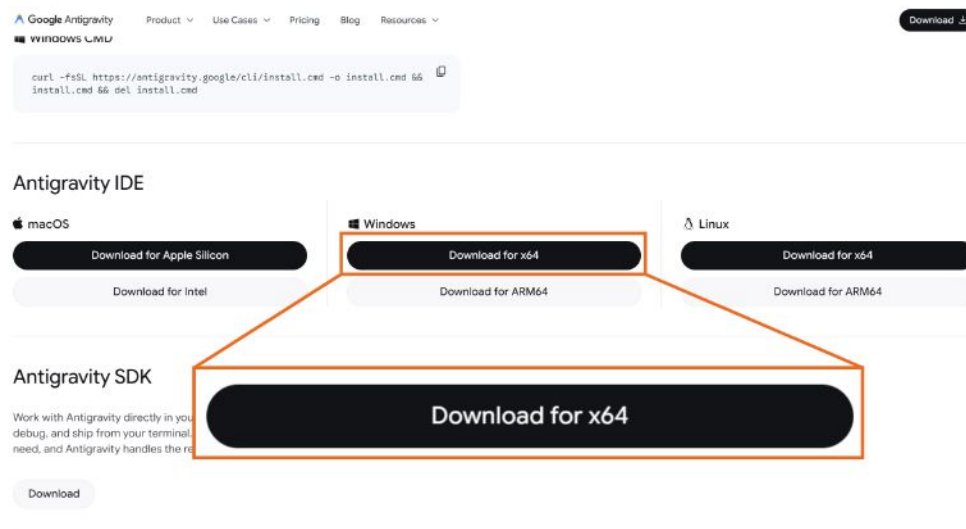 Google Antigravity Product Use Cases Pricing Blog Resources Download
Windows CMD
curl -fsSL https://antigravity.google/cli/install.cmd -o install.cmd &&
install.cmd && del install.cmd
Antigravity IDE
macOS
Download for Apple Silicon
Download for Intel
Windows
Download for x64
Download for ARM64
Linux
Download for x64
Download for ARM64
Antigravity SDK
Work with Antigravity directly in you
debug, and ship from your terminal.
need, and Antigravity handles the re
Download for x64
Download